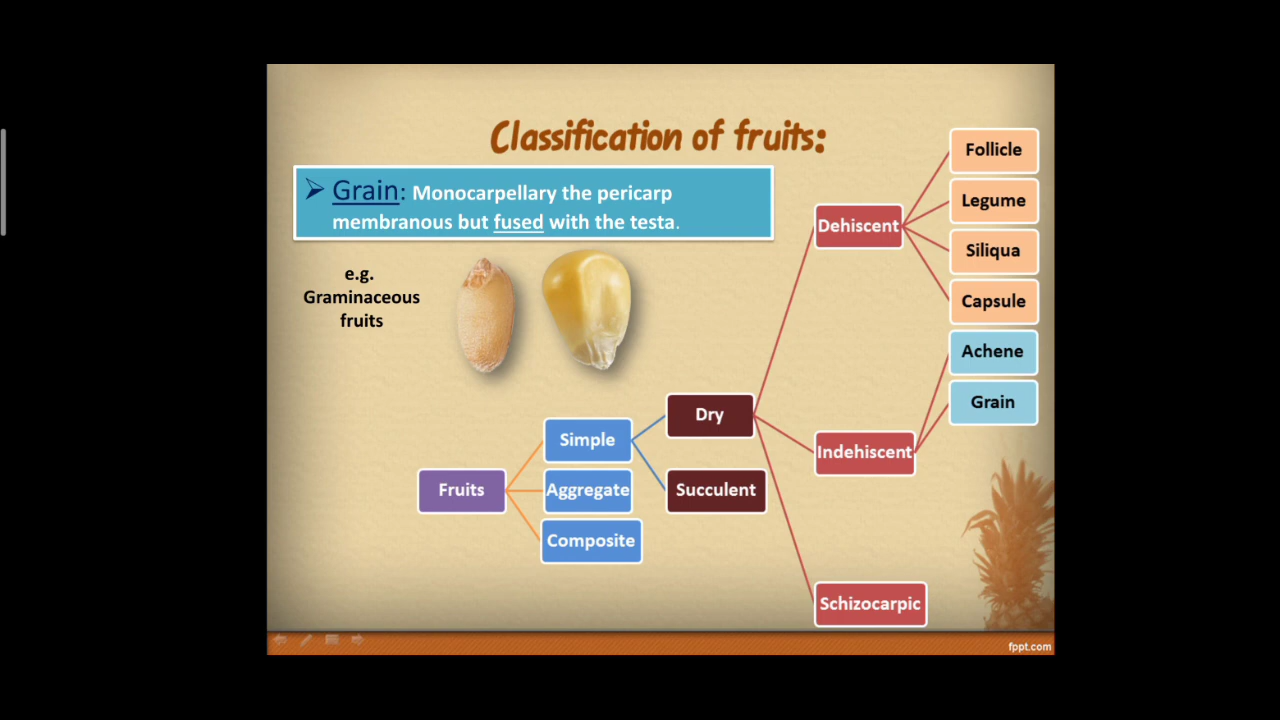 Classification of fruits:
Grain: Monocarpellary the pericarp
membranous but fused with the testa.
e.g.
Graminaceous
fruits
Fruits
Simple
Aggregate
Composite
Dry
Succulent
Dehiscent
Indehiscent
Schizocarpic
Follicle
Legume
Siliqua
Capsule
Achene
Grain
fppt.com